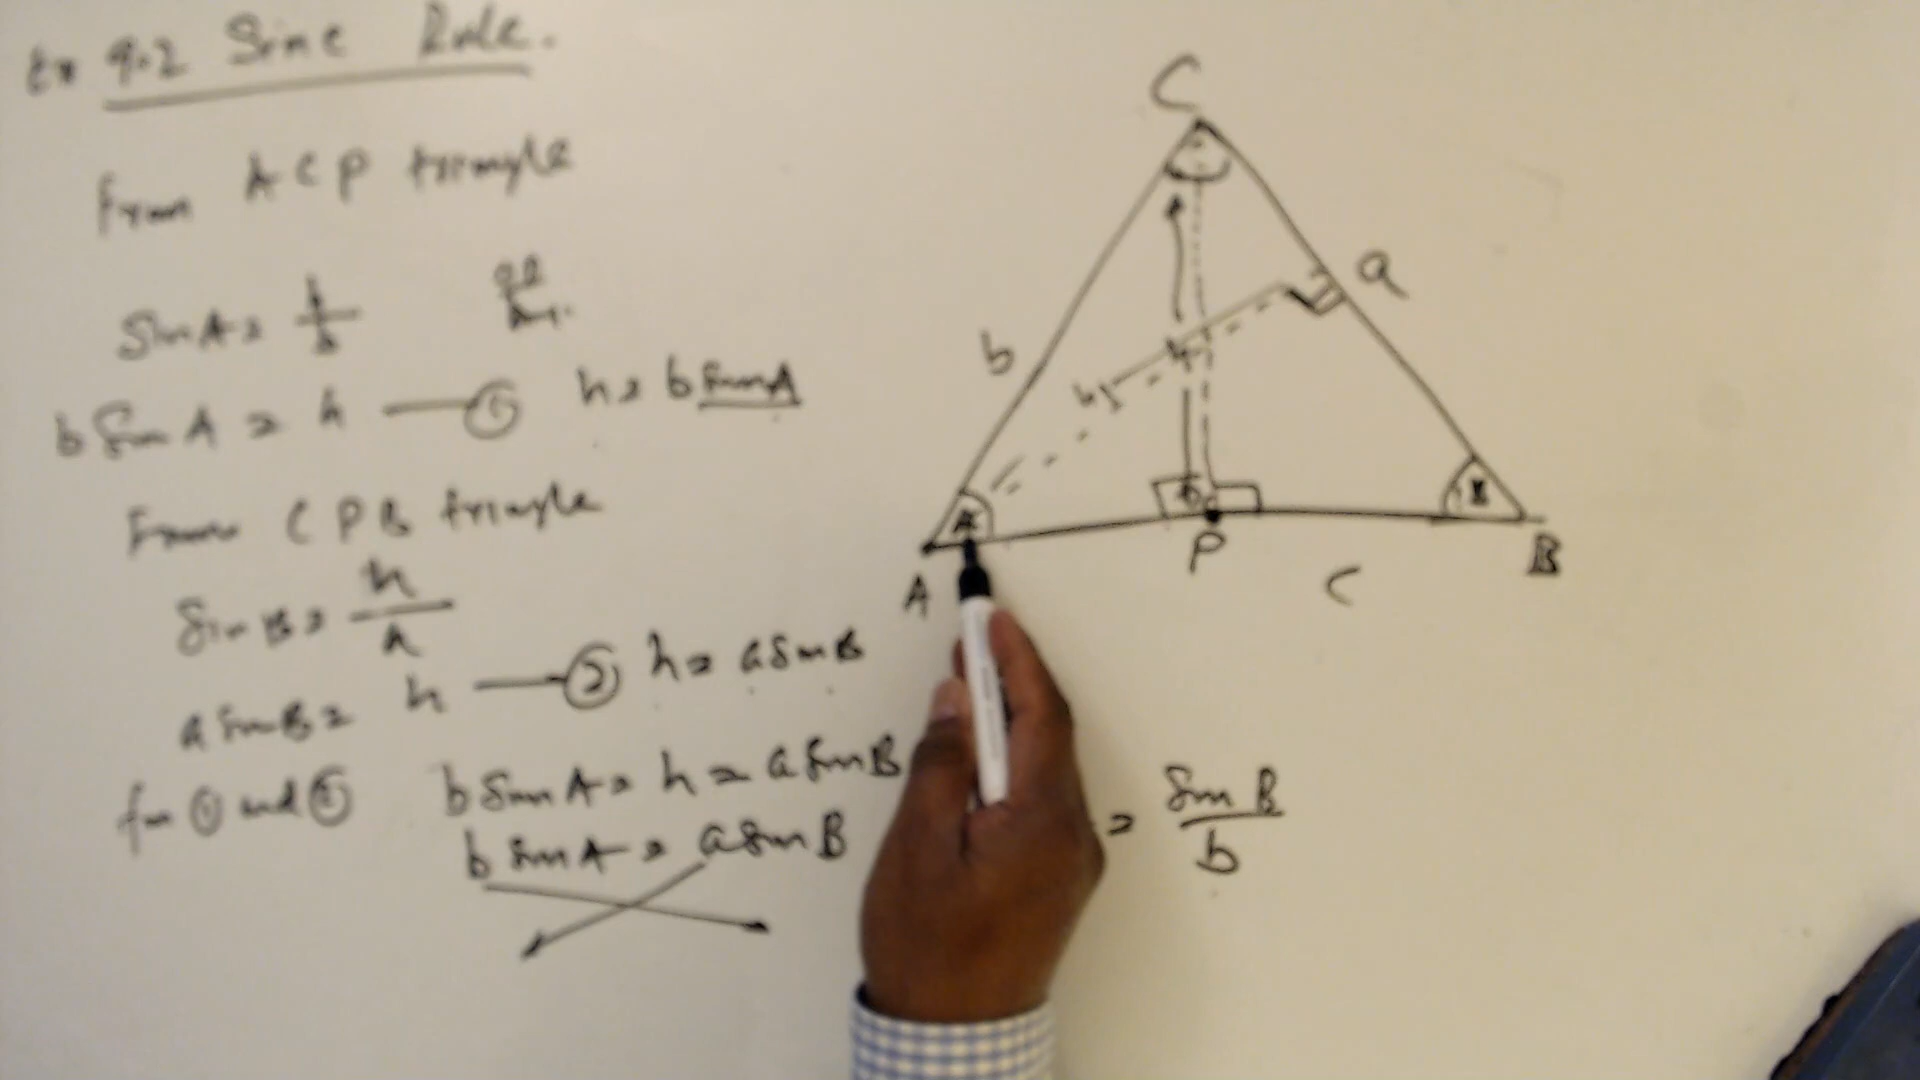 Ex 9.2 Sine Rule.
From ACP triangle
Sin A = h/b
b Sin A = h — ① h = b Sin A
From CPB triangle
Sin B = h/a
a Sin B = h — ② h = a Sin B
from ① and ② b Sin A = h = a Sin B
b Sin A = a Sin B
= Sin B/b
C
a
b
h
h
A
B
A
P
B
C